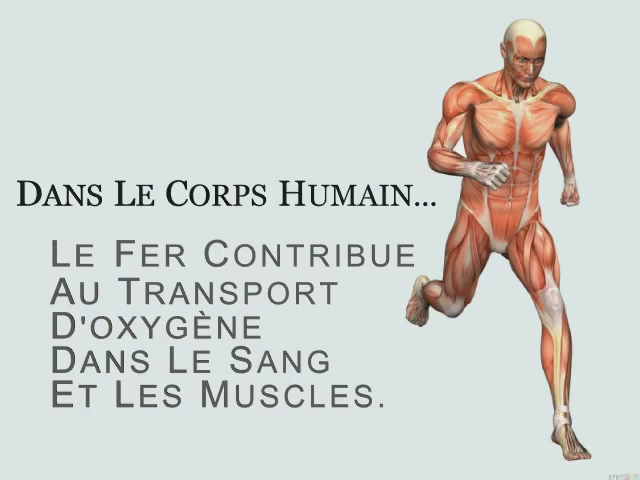 DANS LE CORPS HUMAIN...
LE FER CONTRIBUE
AU TRANSPORT
D'OXYGÈNE
DANS LE SANG
ET LES MUSCLES.